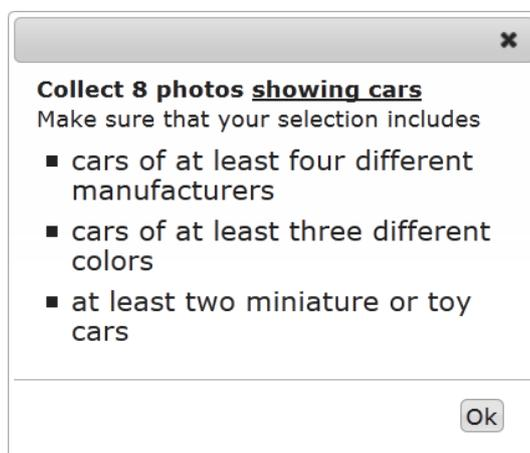 Collect 8 photos showing cars
Make sure that your selection includes
▪ cars of at least four different
manufacturers
▪ cars of at least three different
colors
▪ at least two miniature or toy
cars
Ok